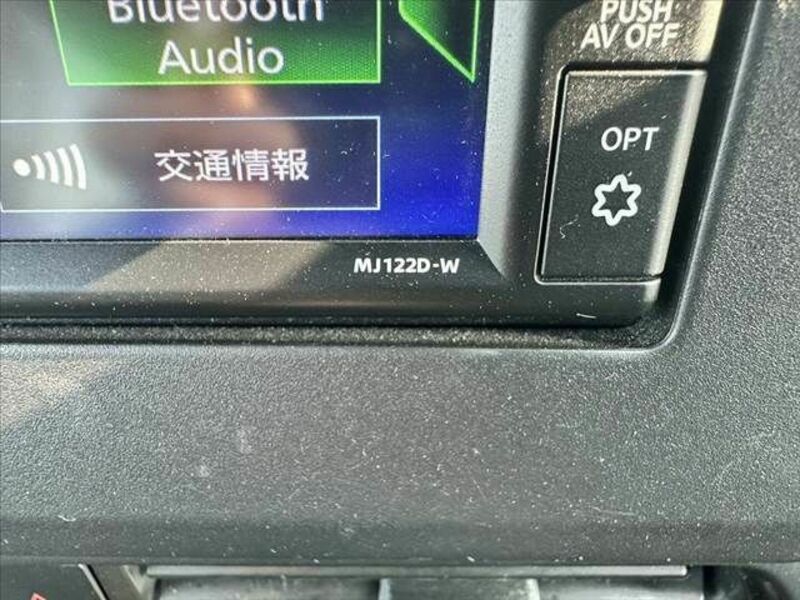 Bluetooth
Audio
交通情報
MJ122D-W
PUSH
AV OFF
OPT